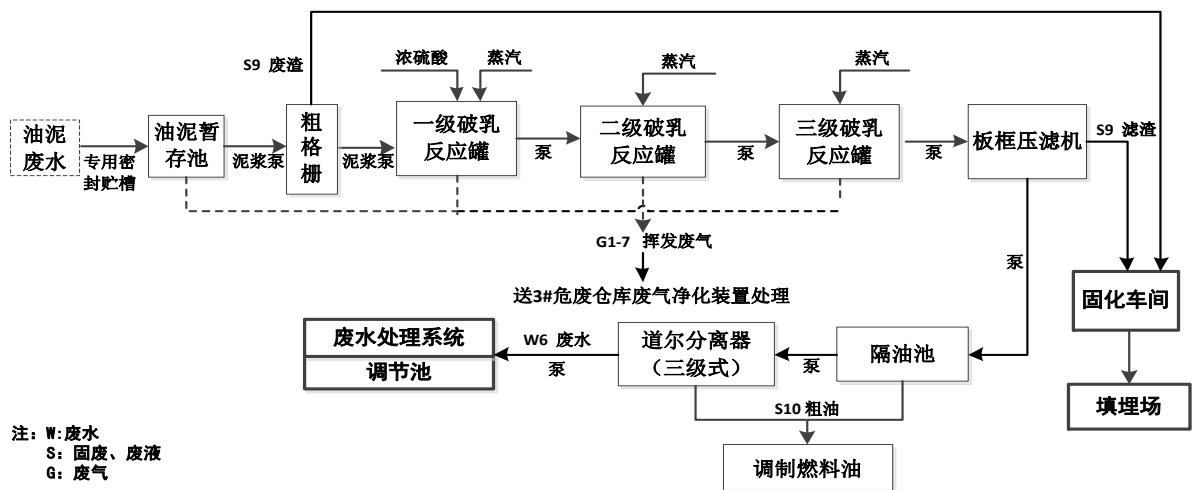 S9 废渣
浓硫酸
蒸汽
蒸汽
蒸汽
油泥
废水
专用密
封贮槽
油泥暂
存池
泥浆泵
粗
格
栅
泥浆泵
一级破乳
反应罐
泵
二级破乳
反应罐
泵
三级破乳
反应罐
泵
板框压滤机
S9 滤渣
G1-7 挥发废气
送3#危废仓库废气净化装置处理
泵
固化车间
填埋场
废水处理系统
调节池
W6 废水
泵
道尔分离器
（三级式）
泵
隔油池
S10 粗油
调制燃料油
注：W:废水
S：固废、废液
G：废气